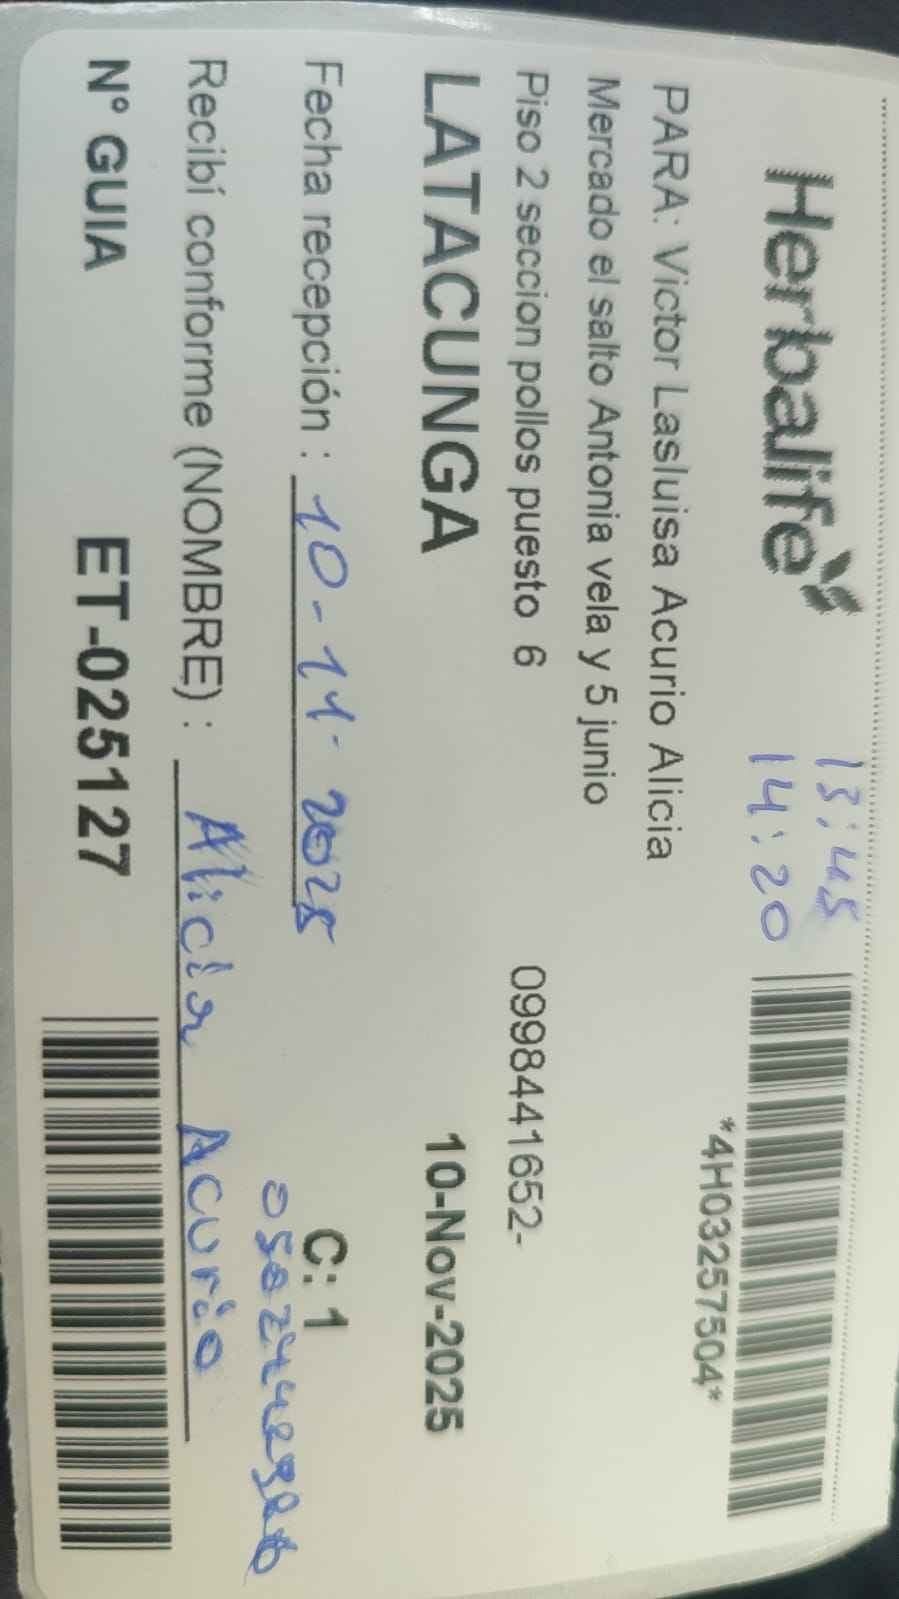 Herbalife
13:45
14:20
*4H03257504*
PARA: Victor Lasluisa Acurio Alicia
Mercado el salto Antonia vela y 5 junio
Piso 2 seccion pollos puesto 6 0998441652-
LATACUNGA 10-Nov-2025
Fecha recepción : 10-11-2025 C: 1
Recibí conforme (NOMBRE) : Alicia Acurio
Nº GUIA ET-025127